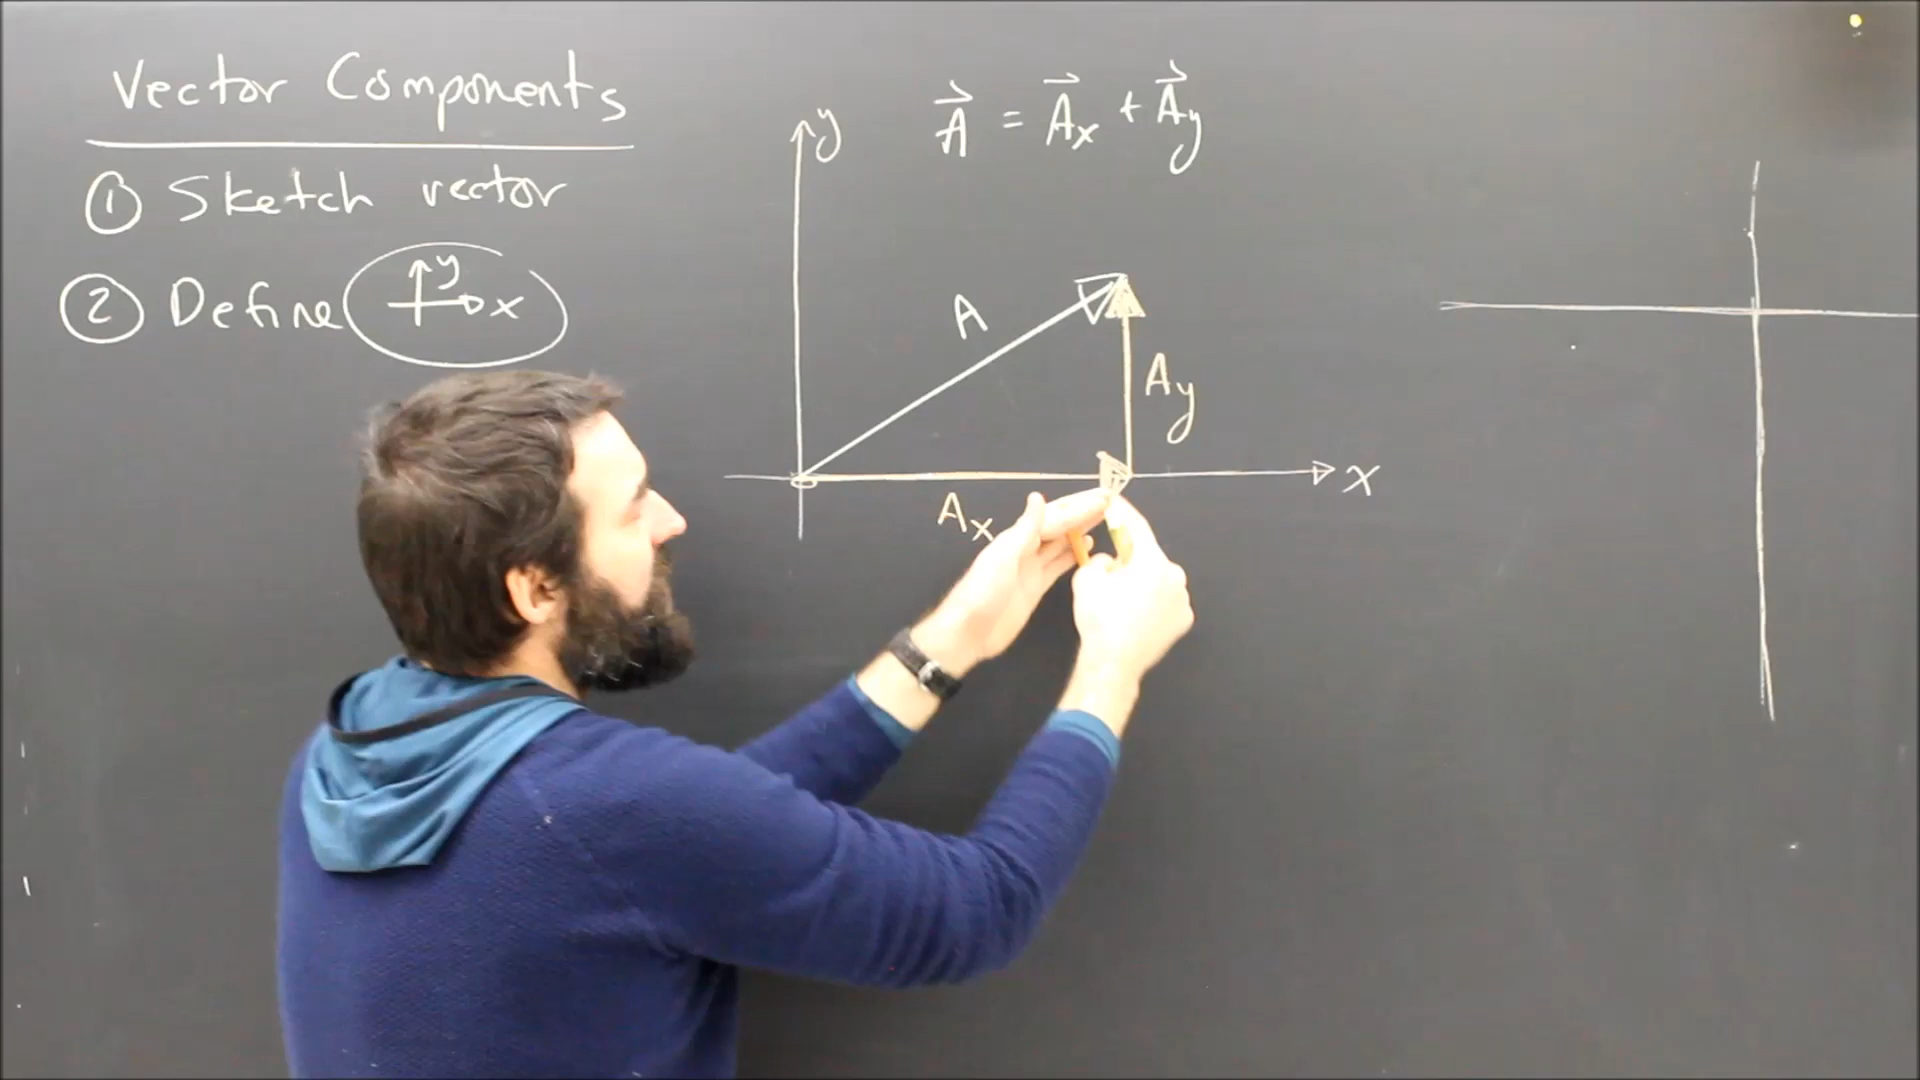 Vector Components
① Sketch vector
② Define y x
y
A⃗ = A⃗x + A⃗y
A
Ay
x
Ax